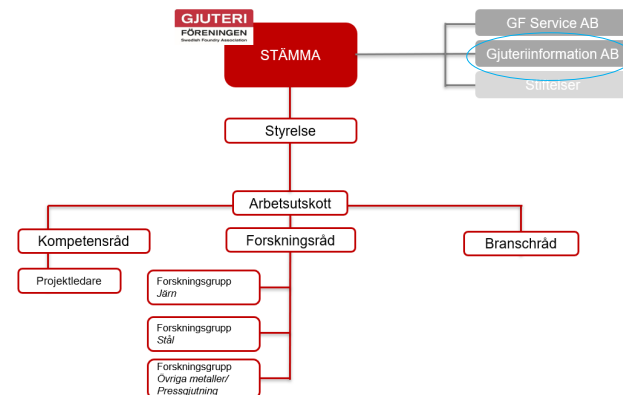 GJUTERI
FÖRENINGEN
Swedish Foundry Association
STÄMMA
GF Service AB
Gjuteriinformation AB
Stiftelser
Styrelse
Arbetsutskott
Kompetensråd
Forskningsråd
Branschråd
Projektledare
Forskningsgrupp
Järn
Forskningsgrupp
Stål
Forskningsgrupp
Övriga metaller/
Pressgjutning